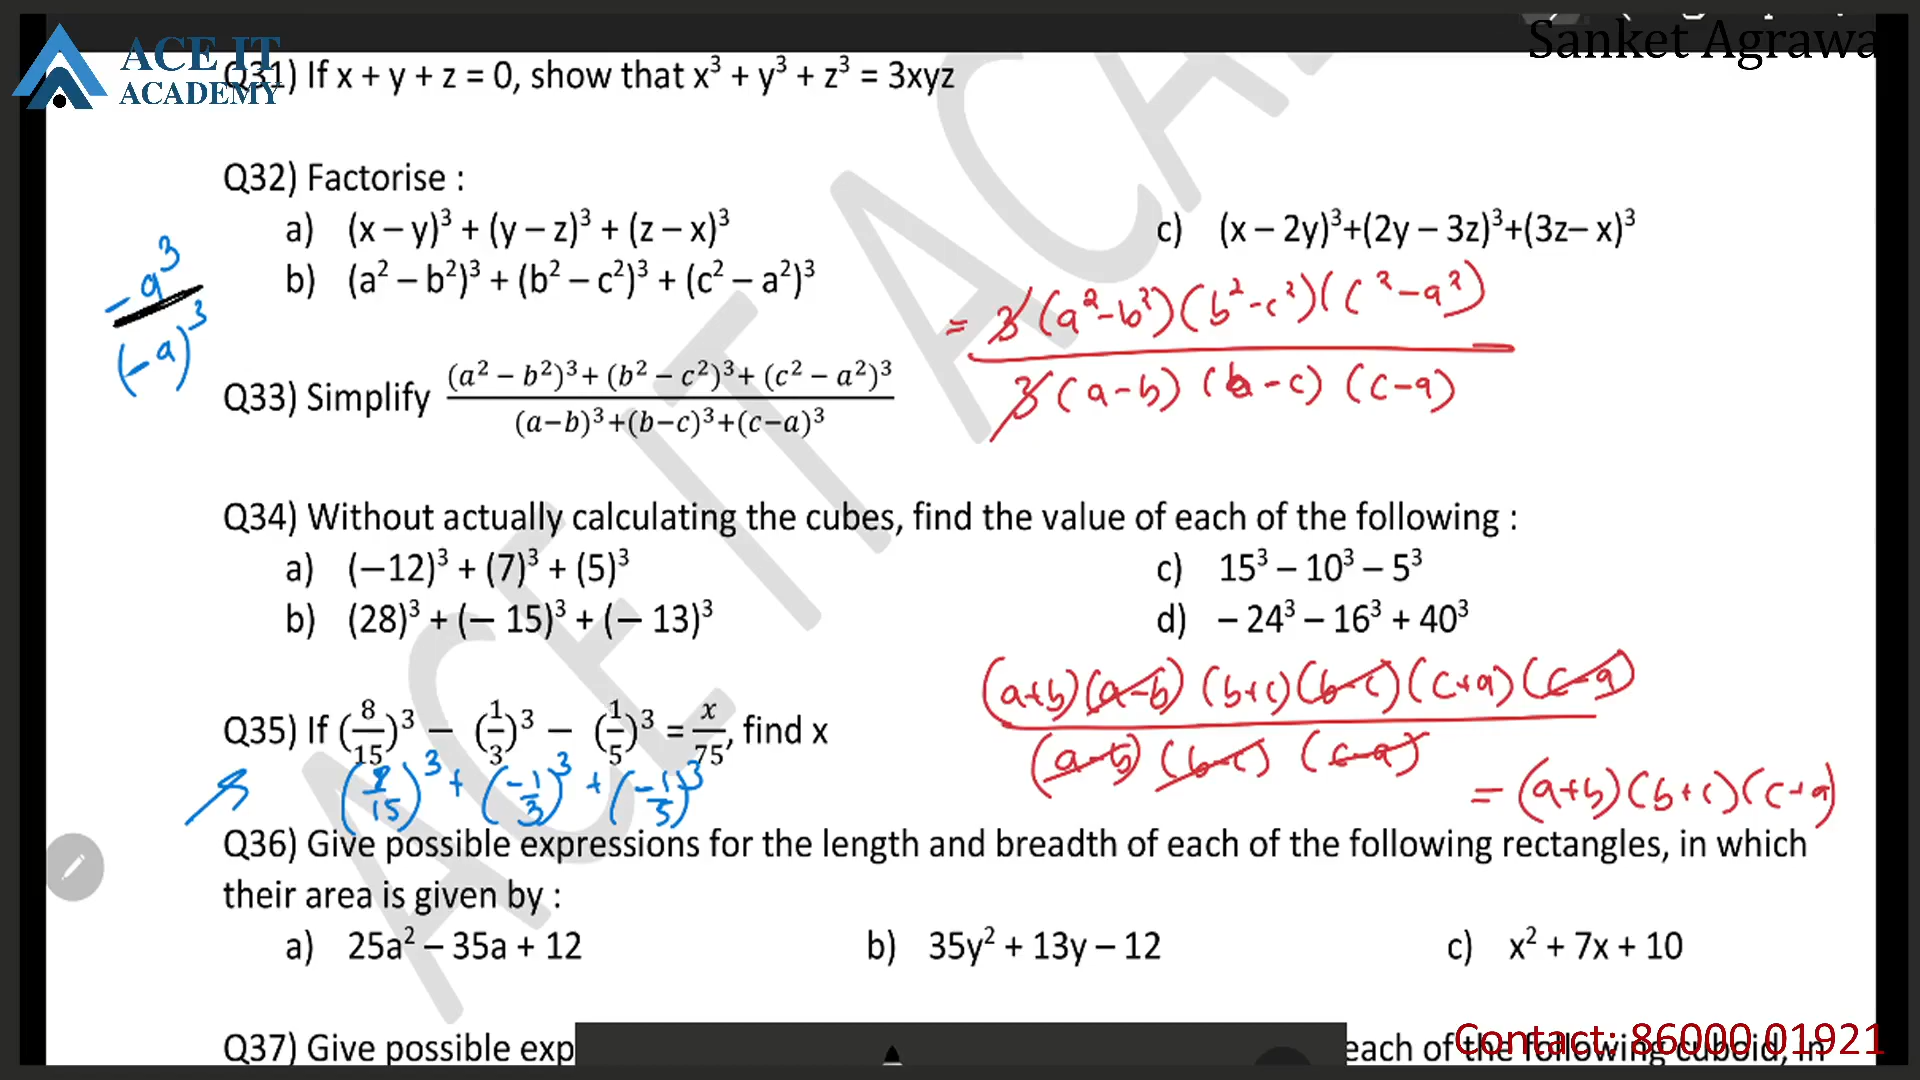 ACE IT
ACADEMY
Sanket Agrawa
Q31) If x + y + z = 0, show that x³ + y³ + z³ = 3xyz
Q32) Factorise :
a) (x – y)³ + (y – z)³ + (z – x)³
c) (x – 2y)³+(2y – 3z)³+(3z– x)³
b) (a² – b²)³ + (b² – c²)³ + (c² – a²)³
-a³
(-a)³
= 3(a²-b²)(b²-c²)(c²-a²)
3(a-b)(b-c)(c-a)
Q33) Simplify ((a² − b²)³+ (b² − c²)³+ (c² − a²)³)/((a−b)³+(b−c)³+(c−a)³)
Q34) Without actually calculating the cubes, find the value of each of the following :
a) (−12)³ + (7)³ + (5)³
c) 15³ – 10³ – 5³
b) (28)³ + (− 15)³ + (− 13)³
d) – 24³ – 16³ + 40³
(a+b)(a-b)(b+c)(b-c)(c+a)(c-a)
(a-b)(b-c)(c-a)
= (a+b)(b+c)(c+a)
Q35) If (8/15)³ − (1/3)³ − (1/5)³ = x/75, find x
(8/15)³ + (-1/3)³ + (-1/5)³
Q36) Give possible expressions for the length and breadth of each of the following rectangles, in which
their area is given by :
a) 25a² – 35a + 12
b) 35y² + 13y – 12
c) x² + 7x + 10
Q37) Give possible exp
each of the following cuboid, in
Contact: 86000 01921